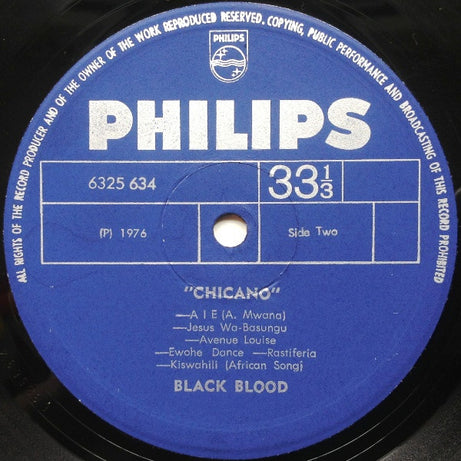 ALL RIGHTS OF THE RECORD PRODUCER AND OF THE OWNER OF THE WORK REPRODUCED RESERVED. COPYING, PUBLIC PERFORMANCE AND BROADCASTING OF THIS RECORD PROHIBITED
PHILIPS
PHILIPS
6325 634
33 1/3
(P) 1976
Side Two
"CHICANO"
—A I E (A. Mwana)
—Jesus Wa-Basungu
—Avenue Louise
—Ewohe Dance —Rastiferia
—Kiswahili (African Song)
BLACK BLOOD